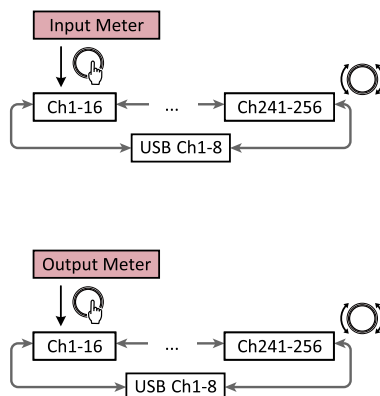 Input Meter
Ch1-16 ... Ch241-256
USB Ch1-8
Output Meter
Ch1-16 ... Ch241-256
USB Ch1-8